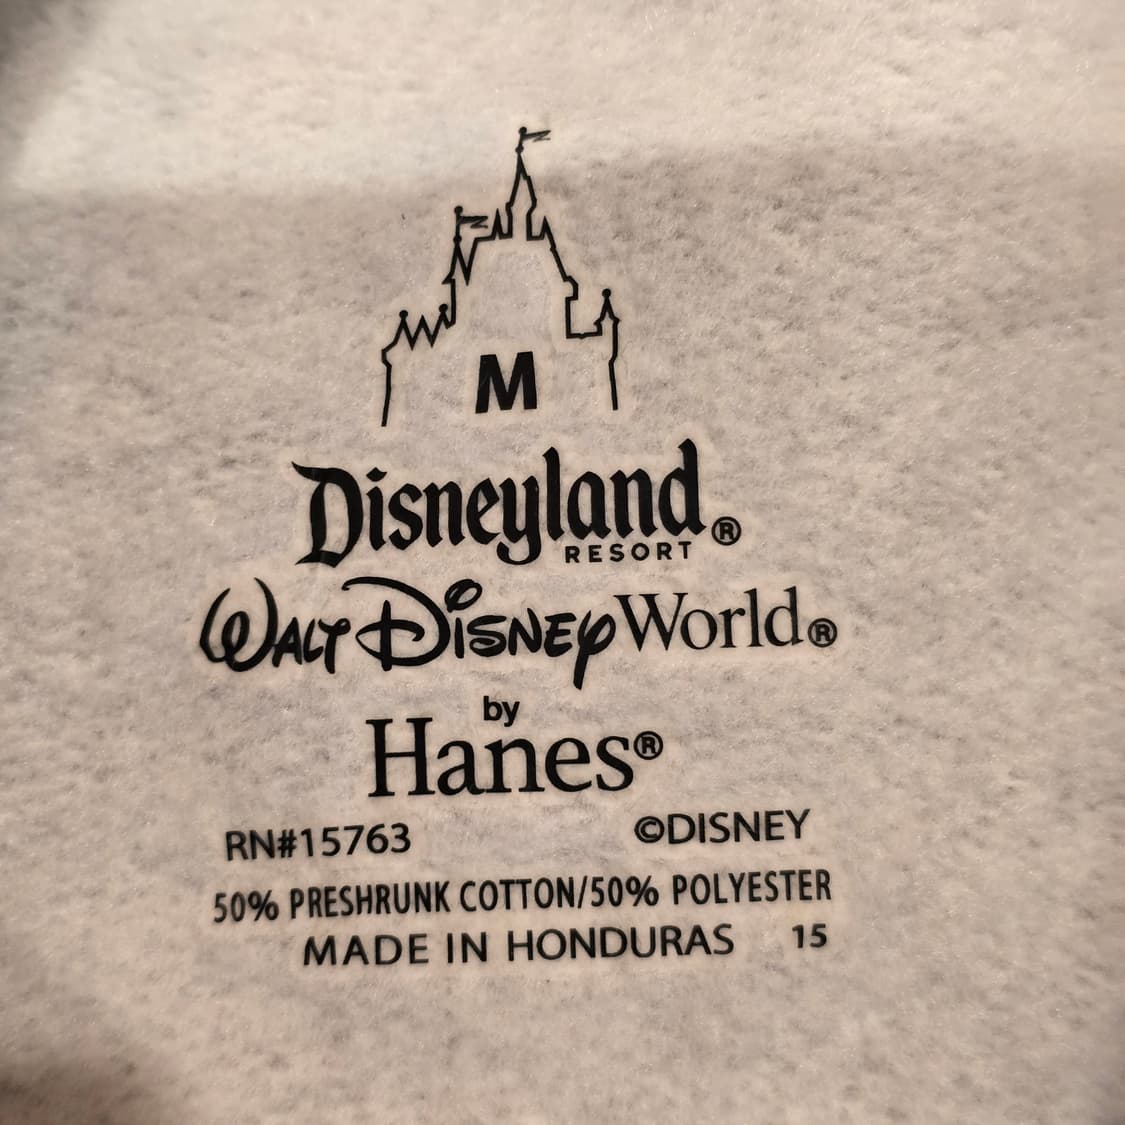 M
Disneyland®
RESORT
WALT DISNEY World®
by
Hanes®
RN#15763 ©DISNEY
50% PRESHRUNK COTTON/50% POLYESTER
MADE IN HONDURAS 15